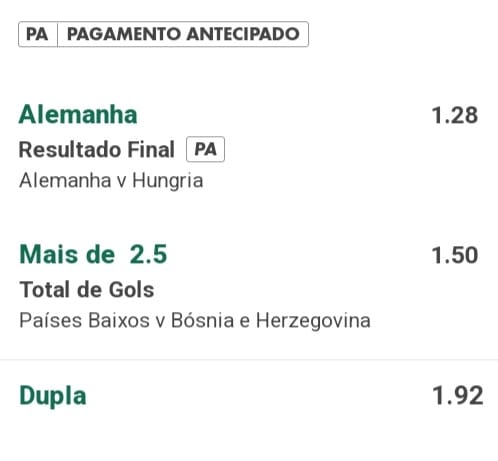 PA PAGAMENTO ANTECIPADO
Alemanha 1.28
Resultado Final PA
Alemanha v Hungria
Mais de 2.5 1.50
Total de Gols
Países Baixos v Bósnia e Herzegovina
Dupla 1.92